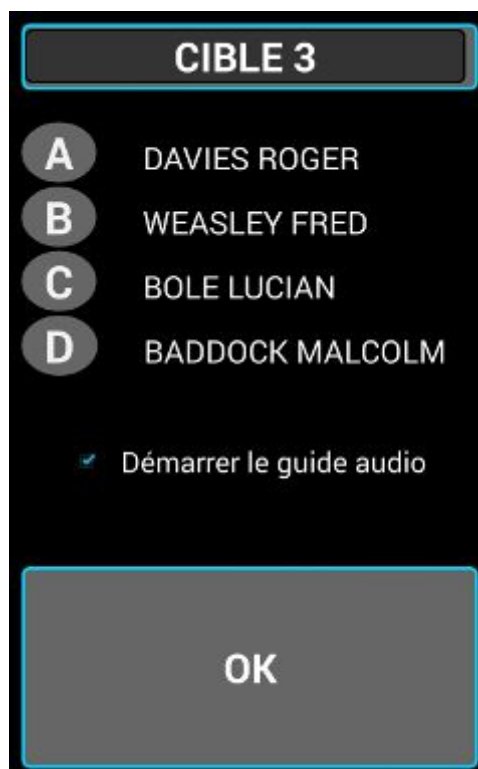 CIBLE 3
A DAVIES ROGER
B WEASLEY FRED
C BOLE LUCIAN
D BADDOCK MALCOLM
Démarrer le guide audio
OK